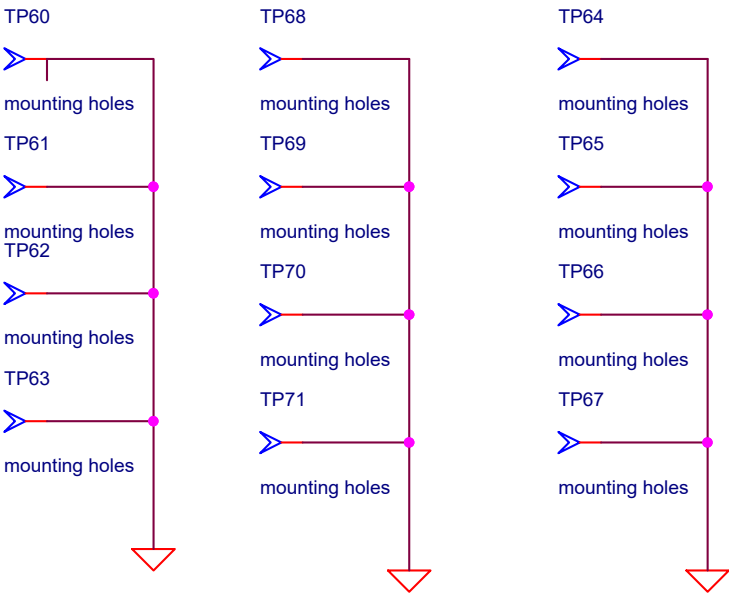 TP60
mounting holes
TP61
mounting holes
TP62
mounting holes
TP63
mounting holes
TP68
mounting holes
TP69
mounting holes
TP70
mounting holes
TP71
mounting holes
TP64
mounting holes
TP65
mounting holes
TP66
mounting holes
TP67
mounting holes